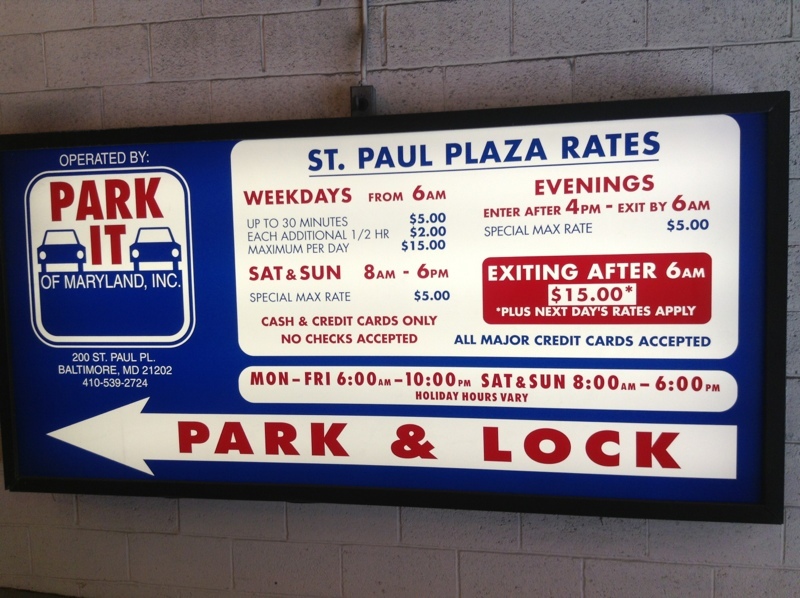 OPERATED BY:
PARK
IT
OF MARYLAND, INC.
200 ST. PAUL PL.
BALTIMORE, MD 21202
410-539-2724
ST. PAUL PLAZA RATES
WEEKDAYS FROM 6AM
UP TO 30 MINUTES $5.00
EACH ADDITIONAL 1/2 HR $2.00
MAXIMUM PER DAY $15.00
SAT & SUN 8AM - 6PM
SPECIAL MAX RATE $5.00
CASH & CREDIT CARDS ONLY
NO CHECKS ACCEPTED
EVENINGS
ENTER AFTER 4PM - EXIT BY 6AM
SPECIAL MAX RATE $5.00
EXITING AFTER 6AM
$15.00*
*PLUS NEXT DAY'S RATES APPLY
ALL MAJOR CREDIT CARDS ACCEPTED
MON – FRI 6:00AM – 10:00PM SAT & SUN 8:00AM – 6:00PM
HOLIDAY HOURS VARY
PARK & LOCK